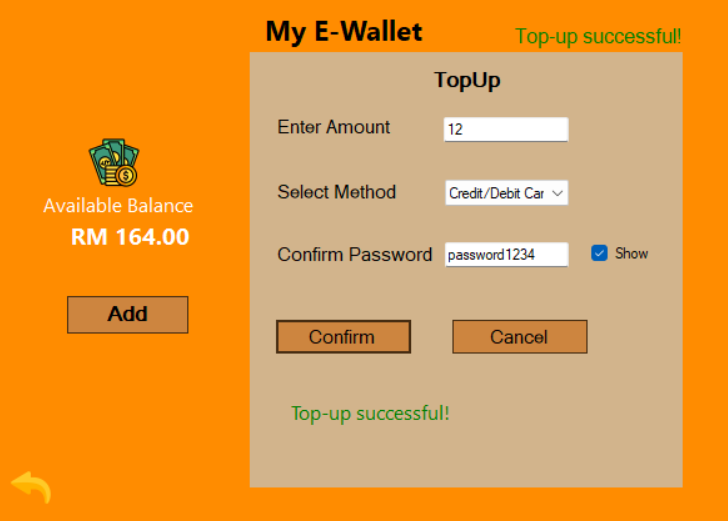 My E-Wallet
Top-up successful!
TopUp
Enter Amount
12
Select Method
Credit/Debit Car
Confirm Password
password1234
Show
Confirm
Cancel
Top-up successful!
Available Balance
RM 164.00
Add